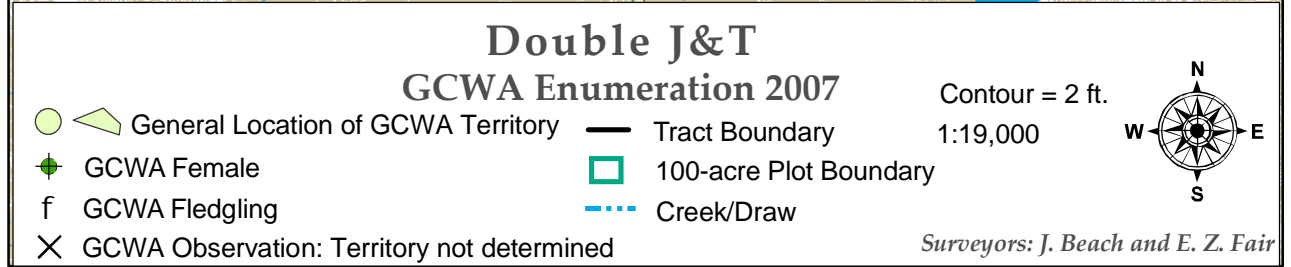 Double J&T
GCWA Enumeration 2007
General Location of GCWA Territory
GCWA Female
f GCWA Fledgling
GCWA Observation: Territory not determined
Tract Boundary
100-acre Plot Boundary
Creek/Draw
Contour = 2 ft.
1:19,000
N
W E
S
Surveyors: J. Beach and E. Z. Fair